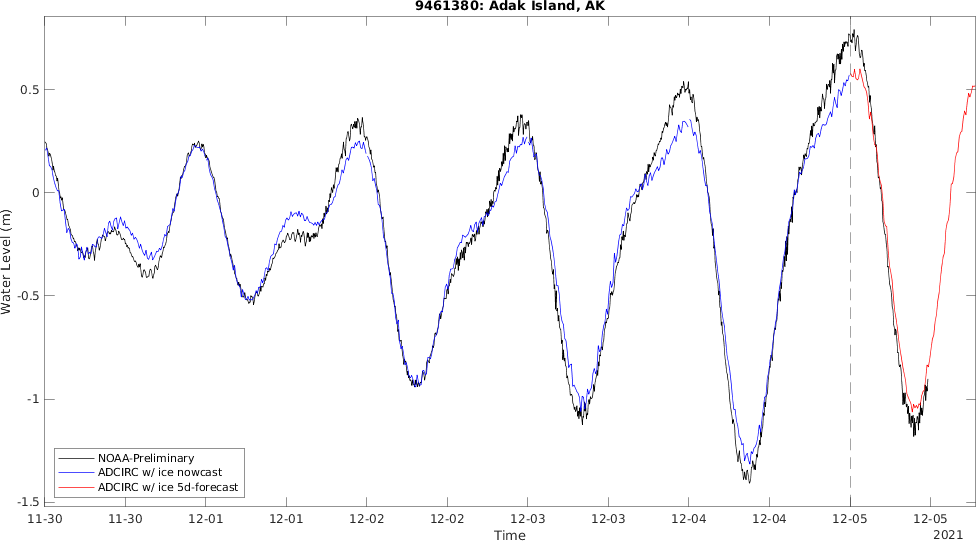 9461380: Adak Island, AK
Water Level (m)
0.5
0
-0.5
-1
-1.5
NOAA-Preliminary
ADCIRC w/ ice nowcast
ADCIRC w/ ice 5d-forecast
11-30 11-30 12-01 12-01 12-02 12-02 12-03 12-03 12-04 12-04 12-05 12-05
Time
2021